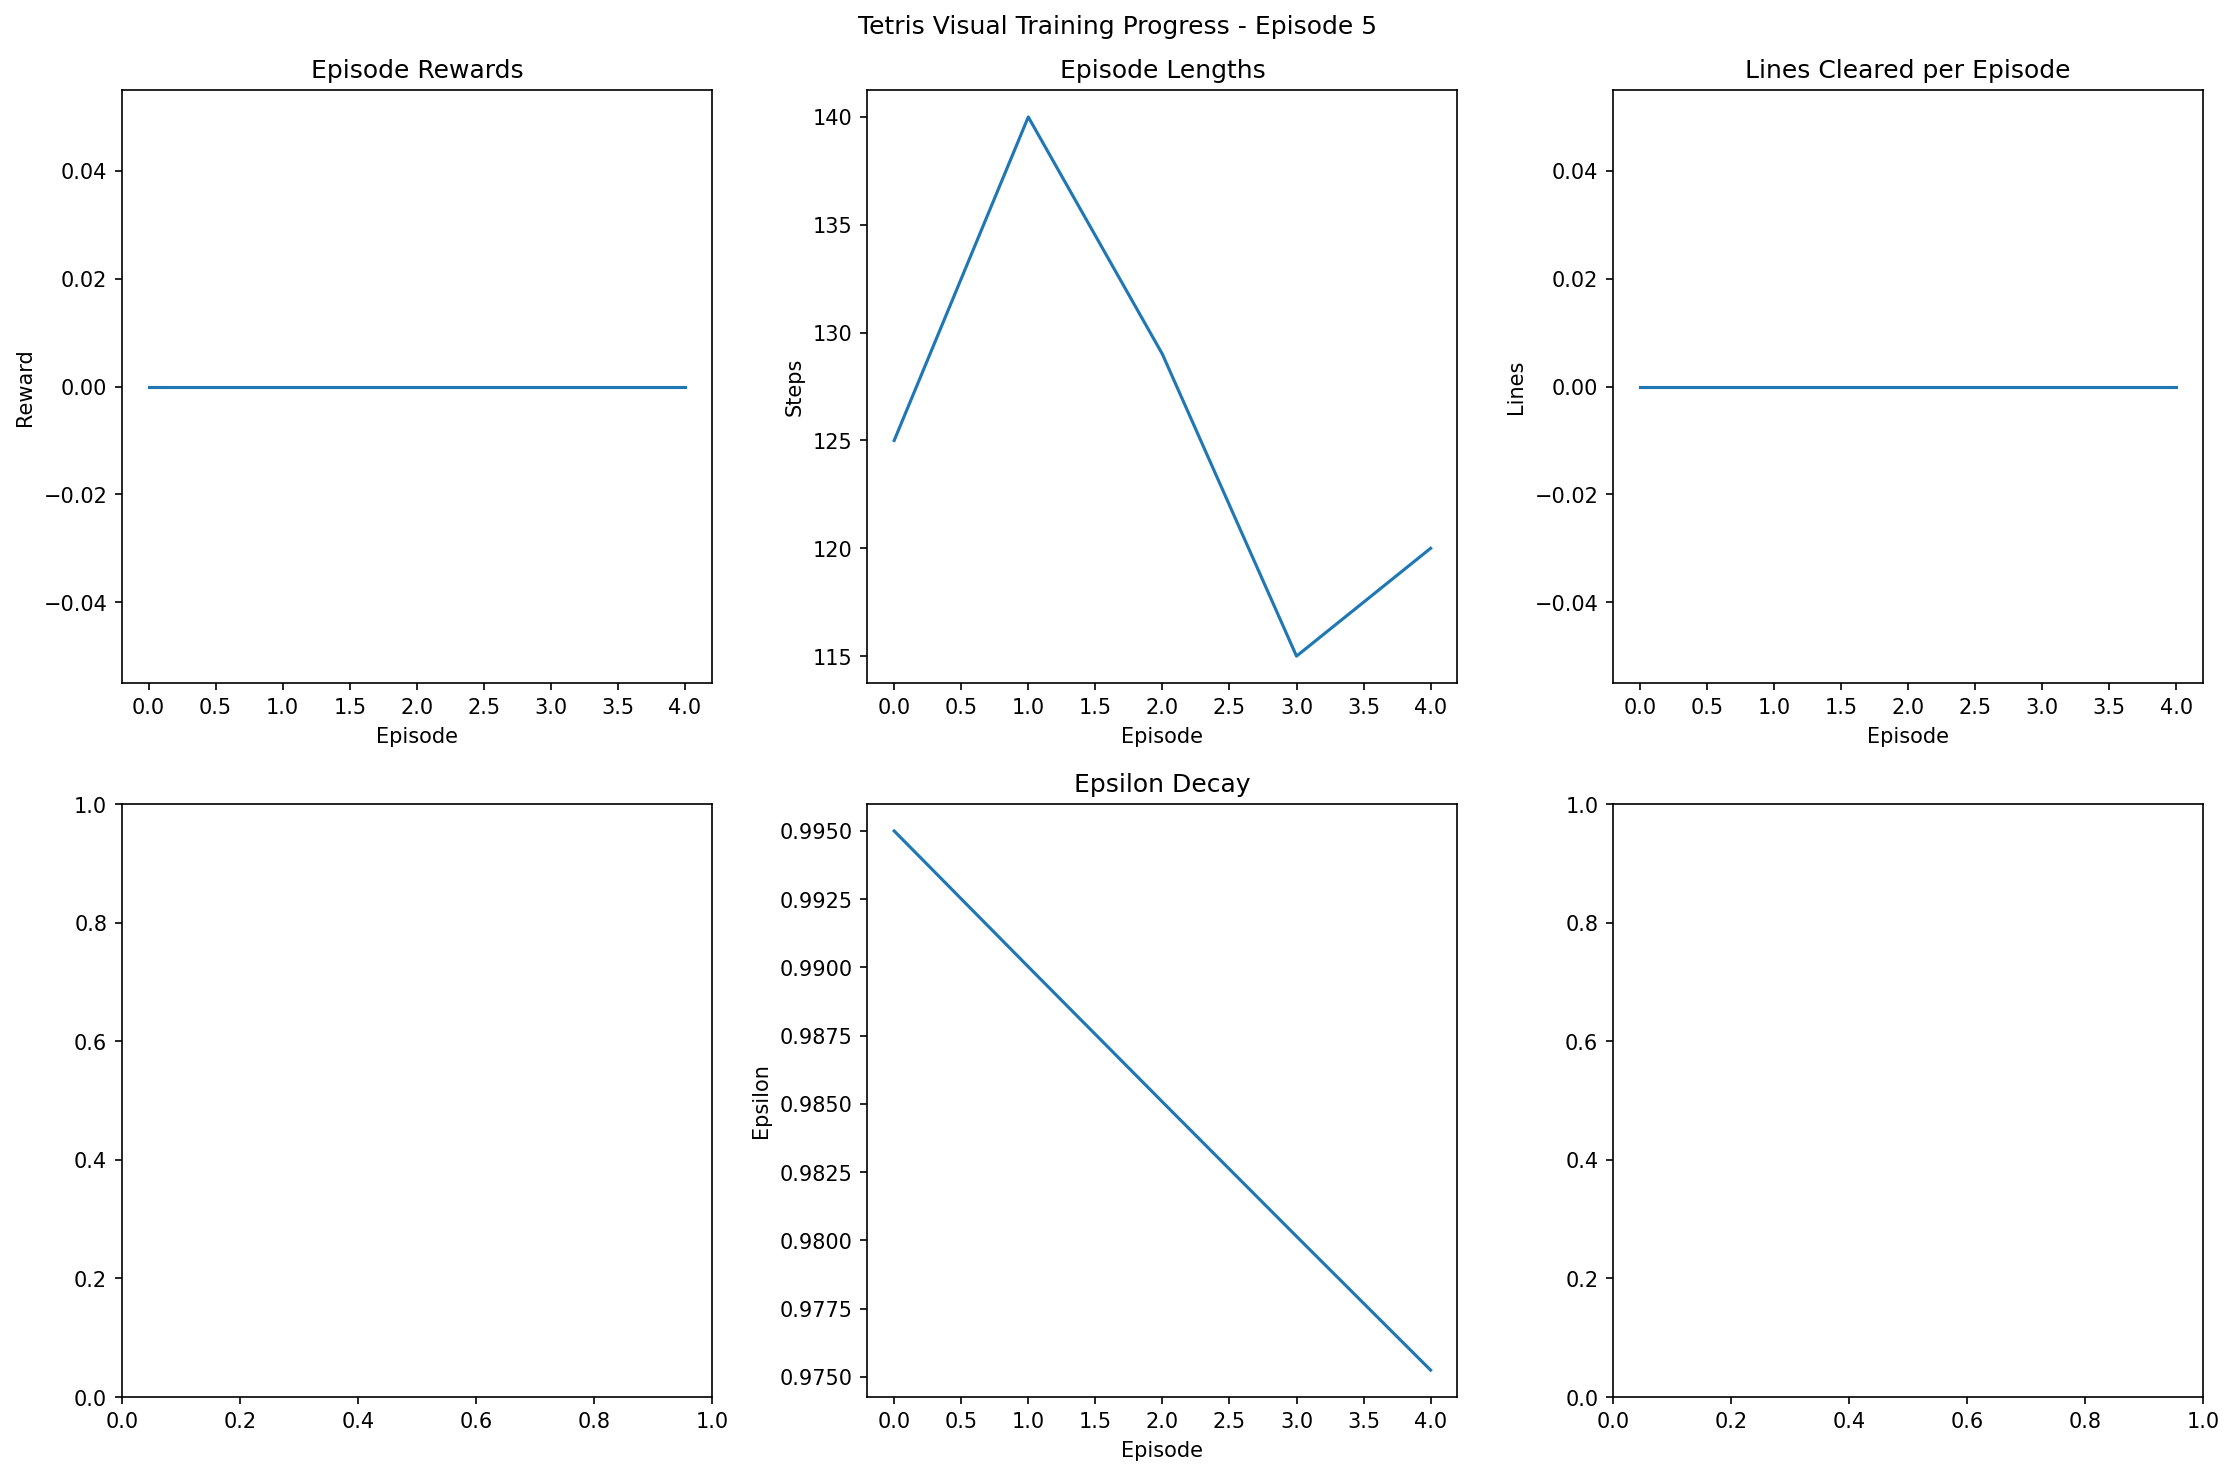 Tetris Visual Training Progress - Episode 5
Episode Rewards
0.04
0.02
0.00
−0.02
−0.04
Reward
0.0 0.5 1.0 1.5 2.0 2.5 3.0 3.5 4.0
Episode
Episode Lengths
140
135
130
125
120
115
Steps
0.0 0.5 1.0 1.5 2.0 2.5 3.0 3.5 4.0
Episode
Lines Cleared per Episode
0.04
0.02
0.00
−0.02
−0.04
Lines
0.0 0.5 1.0 1.5 2.0 2.5 3.0 3.5 4.0
Episode
1.0
0.8
0.6
0.4
0.2
0.0
0.0 0.2 0.4 0.6 0.8 1.0
Epsilon Decay
0.9950
0.9925
0.9900
0.9875
0.9850
0.9825
0.9800
0.9775
0.9750
Epsilon
0.0 0.5 1.0 1.5 2.0 2.5 3.0 3.5 4.0
Episode
1.0
0.8
0.6
0.4
0.2
0.0
0.0 0.2 0.4 0.6 0.8 1.0